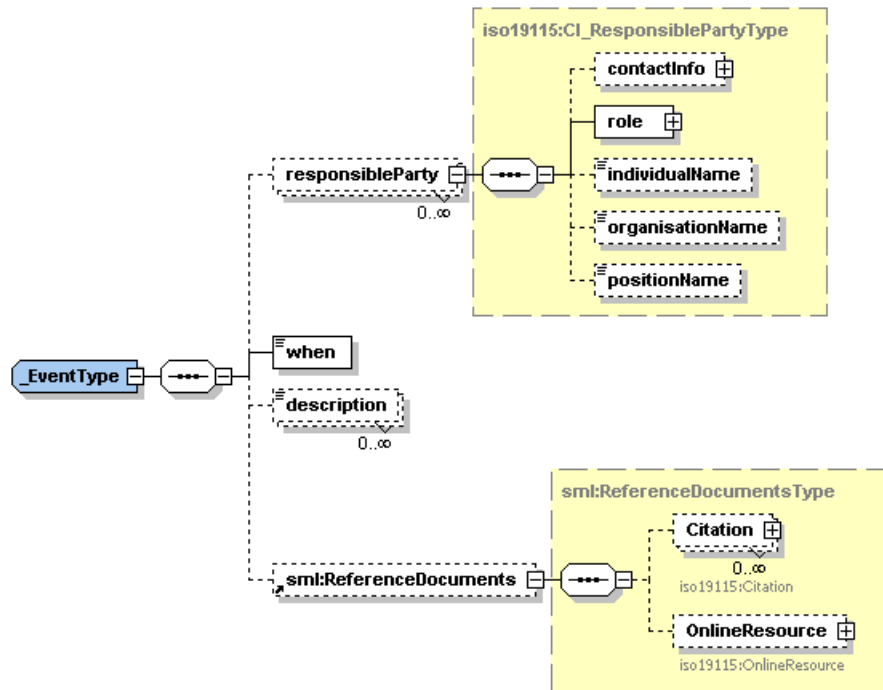 iso19115:CI_ResponsiblePartyType
contactInfo
role
responsibleParty
0..∞
individualName
organisationName
positionName
_EventType
when
description
0..∞
sml:ReferenceDocumentsType
Citation
0..∞
iso19115:Citation
sml:ReferenceDocuments
OnlineResource
iso19115:OnlineResource